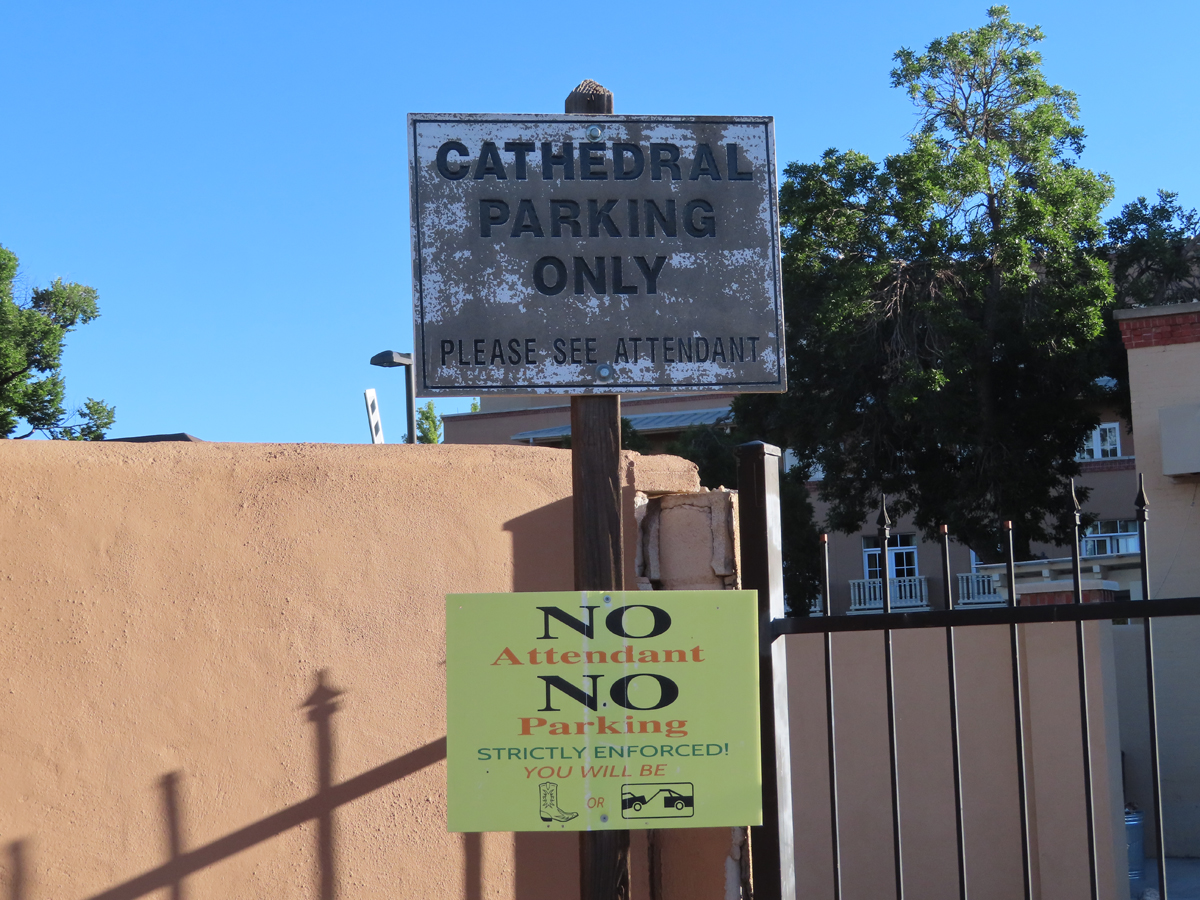 CATHEDRAL
PARKING
ONLY
PLEASE SEE ATTENDANT
NO
Attendant
NO
Parking
STRICTLY ENFORCED!
YOU WILL BE
OR